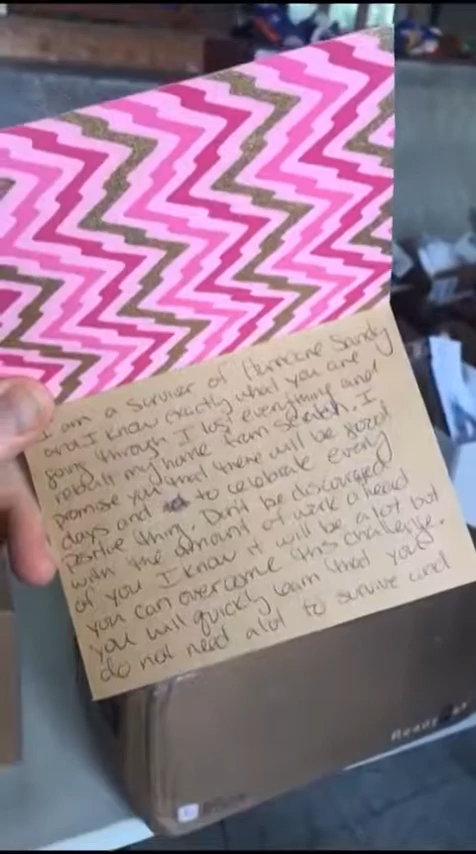 I am a survier of Hurricane Sandy
and I know exactly what you are
going through I lost everything and
rebuilt my home from scratch. I
promise you that there will be good
days and to celebrate every
positive thing. Don't be discouraged
with the amount of work ahead
of you I know it will be alot but
you can overcome this challenge.
you will quickly learn that you
do not need alot to survive and
Ready